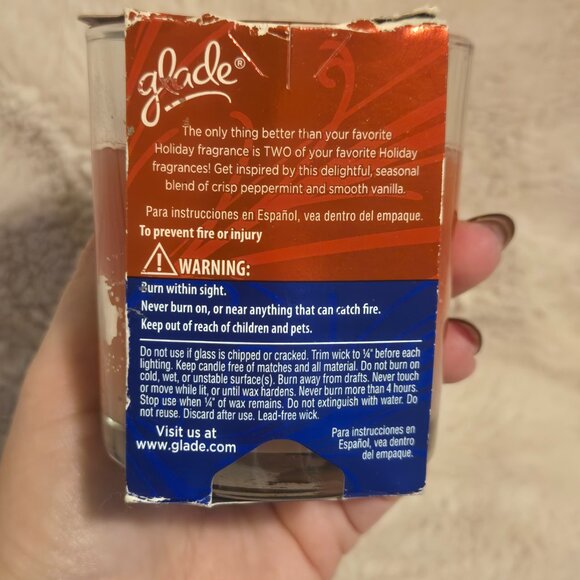 glade®
The only thing better than your favorite
Holiday fragrance is TWO of your favorite Holiday
fragrances! Get inspired by this delightful, seasonal
blend of crisp peppermint and smooth vanilla.
Para instrucciones en Español, vea dentro del empaque.
To prevent fire or injury
WARNING:
Burn within sight.
Never burn on, or near anything that can catch fire.
Keep out of reach of children and pets.
Do not use if glass is chipped or cracked. Trim wick to ¼" before each
lighting. Keep candle free of matches and all material. Do not burn on
cold, wet, or unstable surface(s). Burn away from drafts. Never touch
or move while lit, or until wax hardens. Never burn more than 4 hours.
Stop use when ¼" of wax remains. Do not extinguish with water. Do
not reuse. Discard after use. Lead-free wick.
Visit us at
www.glade.com
Para instrucciones en
Español, vea dentro
del empaque.